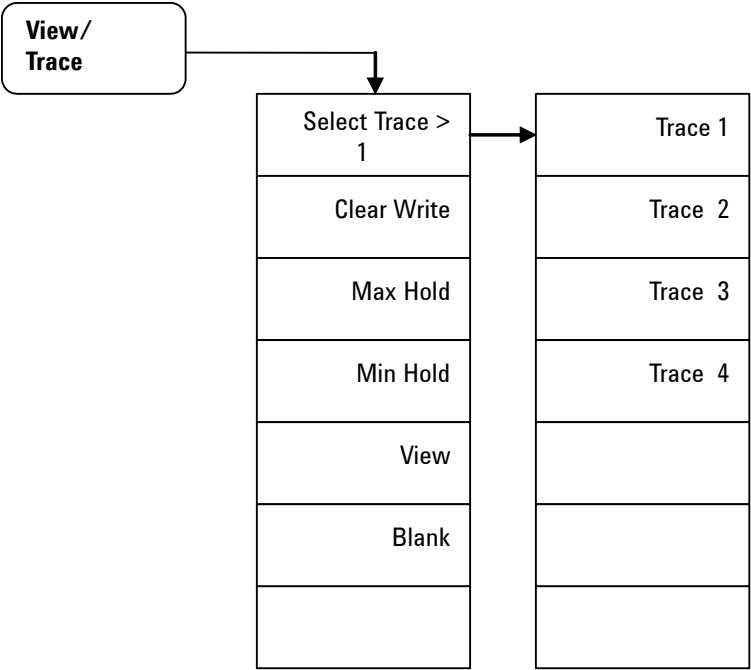 View/
Trace
Select Trace >
1
Clear Write
Max Hold
Min Hold
View
Blank
Trace 1
Trace 2
Trace 3
Trace 4